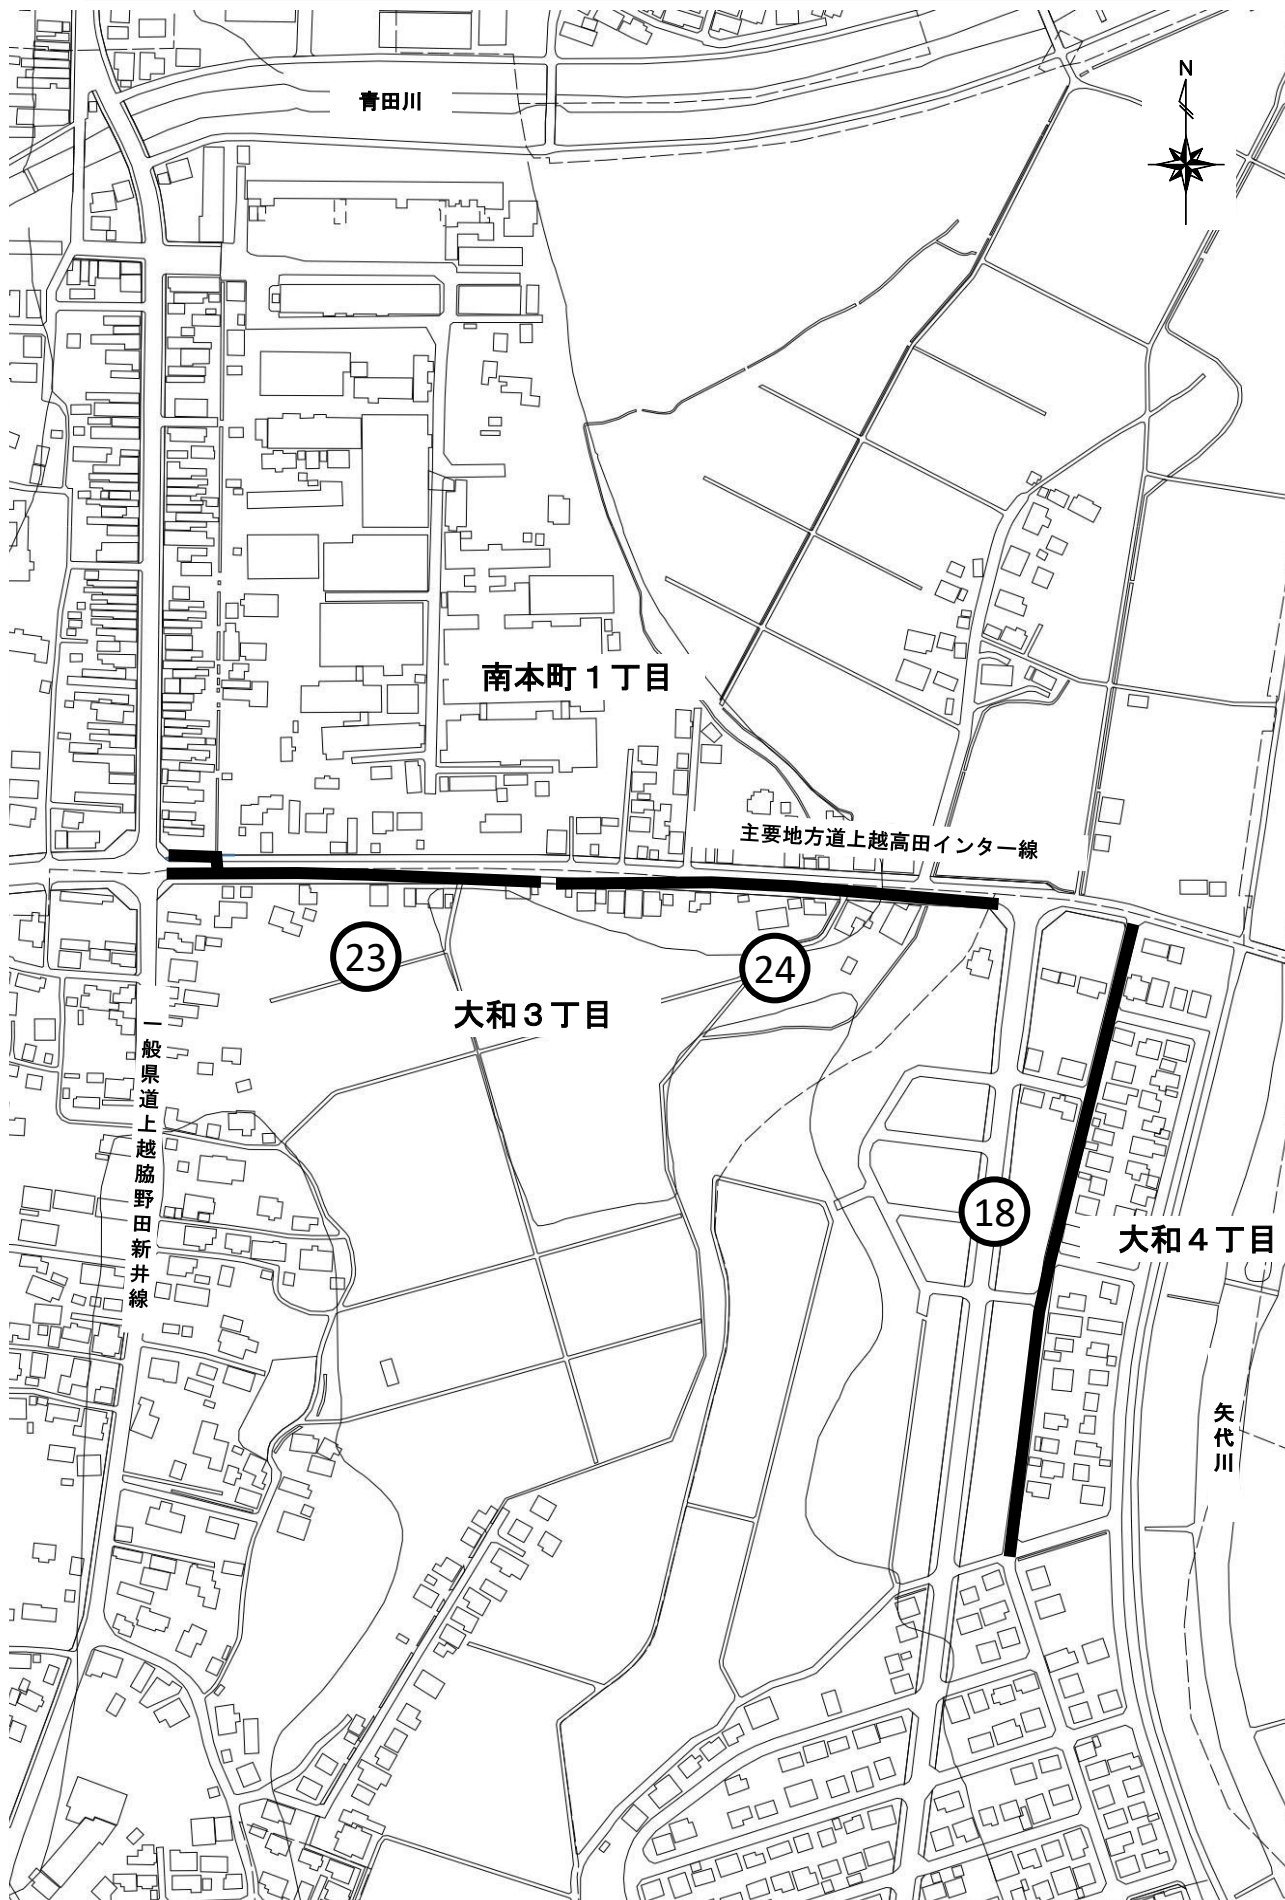 N
青田川
南本町１丁目
主要地方道上越高田インター線
23
24
大和３丁目
一般県道上越脇野田新井線
18
大和４丁目
矢代川